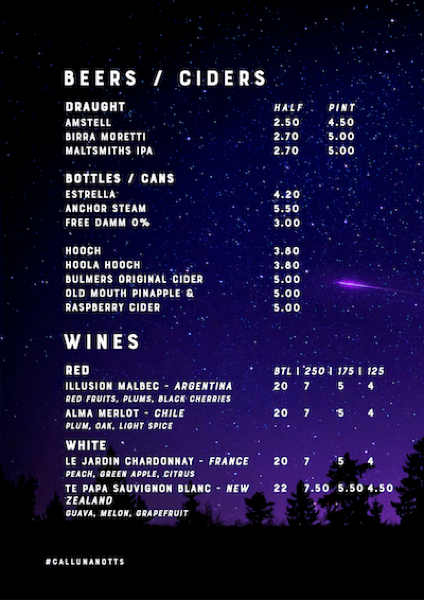 BEERS / CIDERS
DRAUGHT HALF PINT
AMSTELL 2.50 4.50
BIRRA MORETTI 2.70 5.00
MALTSMITHS IPA 2.70 5.00
BOTTLES / CANS
ESTRELLA 4.20
ANCHOR STEAM 5.50
FREE DAMM 0% 3.00
HOOCH 3.80
HOOLA HOOCH 3.80
BULMERS ORIGINAL CIDER 5.00
OLD MOUTH PINAPPLE & 5.00
RASPBERRY CIDER 5.00
WINES
RED BTL | 250 | 175 | 125
ILLUSION MALBEC - ARGENTINA 20 7 5 4
RED FRUITS, PLUMS, BLACK CHERRIES
ALMA MERLOT - CHILE 20 7 5 4
PLUM, OAK, LIGHT SPICE
WHITE
LE JARDIN CHARDONNAY - FRANCE 20 7 5 4
PEACH, GREEN APPLE, CITRUS
TE PAPA SAUVIGNON BLANC - NEW 22 7.50 5.50 4.50
ZEALAND
GUAVA, MELON, GRAPEFRUIT
#CALLUNANOTTS